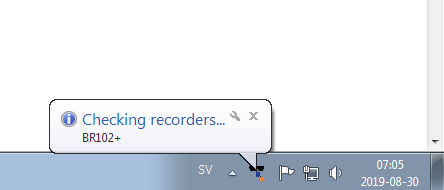 Checking recorders...
BR102+
SV
07:05
2019-08-30